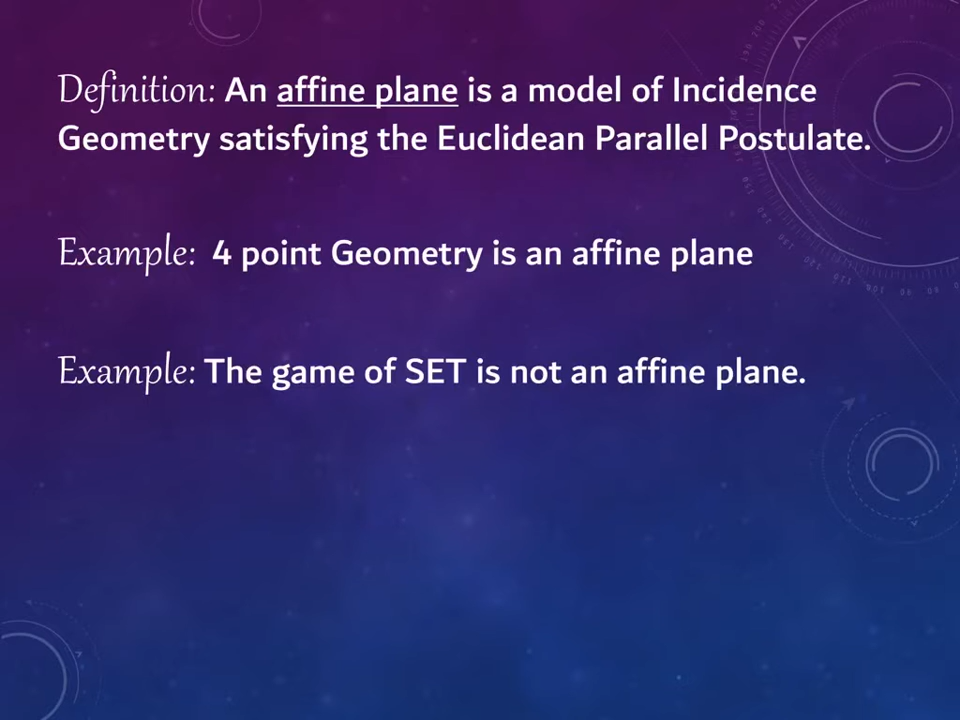 Definition: An affine plane is a model of Incidence
Geometry satisfying the Euclidean Parallel Postulate.
Example: 4 point Geometry is an affine plane
Example: The game of SET is not an affine plane.